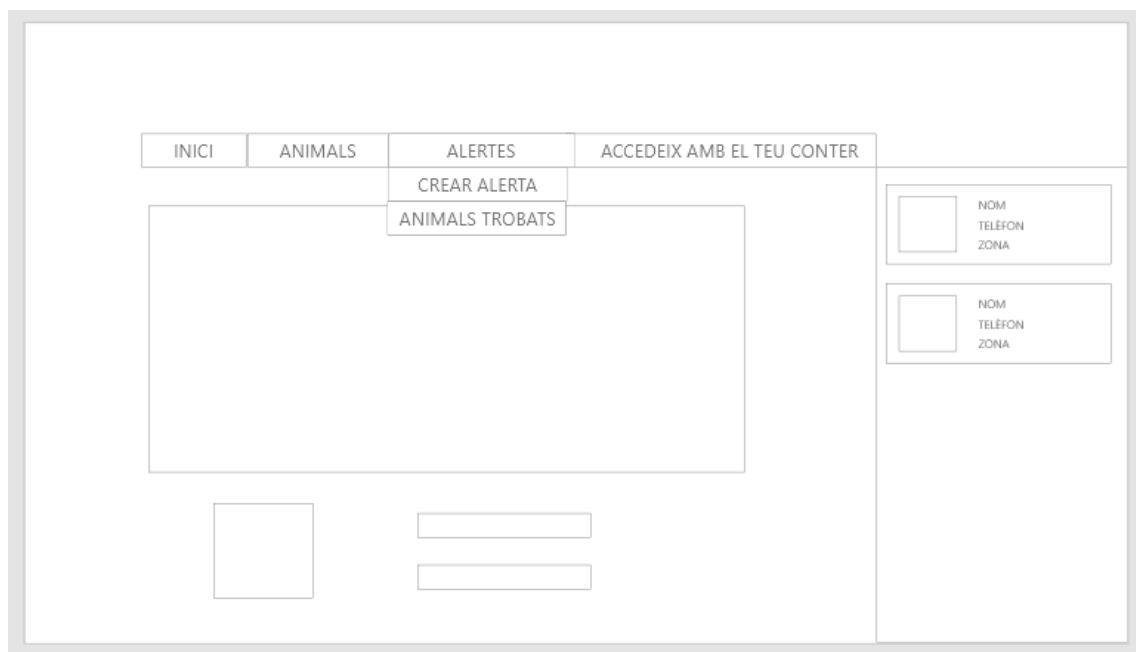 INICI
ANIMALS
ALERTES
ACCEDEIX AMB EL TEU CONTER
CREAR ALERTA
ANIMALS TROBATS
NOM
TELÈFON
ZONA
NOM
TELÈFON
ZONA